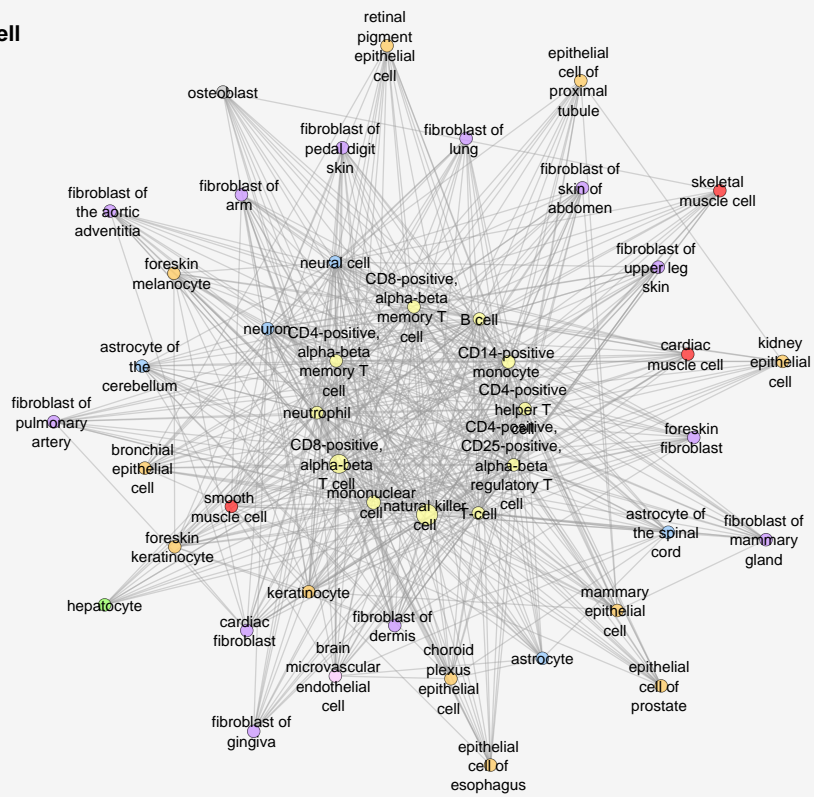 ell
retinal
pigment
epithelial
cell
epithelial
cell of
proximal
tubule
osteoblast
fibroblast of
pedal digit
skin
fibroblast of
lung
fibroblast of
skin of
abdomen
skeletal
muscle cell
fibroblast of
the aortic
adventitia
fibroblast of
arm
fibroblast of
upper leg
skin
foreskin
melanocyte
neural cell
CD8-positive,
alpha-beta
memory T
cell
B cell
neuron
CD4-positive,
alpha-beta
memory T
cell
CD14-positive
monocyte
cardiac
muscle cell
kidney
epithelial
cell
astrocyte of
the
cerebellum
CD4-positive
helper T
cell
fibroblast of
pulmonary
artery
neutrophil
CD4-positive,
CD25-positive,
alpha-beta
regulatory T
cell
foreskin
fibroblast
bronchial
epithelial
cell
CD8-positive,
alpha-beta
T cell
smooth
muscle cell
mononuclear
cell
natural killer
cell
T-cell
astrocyte of
the spinal
cord
fibroblast of
mammary
gland
foreskin
keratinocyte
hepatocyte
keratinocyte
mammary
epithelial
cell
cardiac
fibroblast
fibroblast of
dermis
brain
microvascular
endothelial
cell
choroid
plexus
epithelial
cell
astrocyte
epithelial
cell of
prostate
fibroblast of
gingiva
epithelial
cell of
esophagus